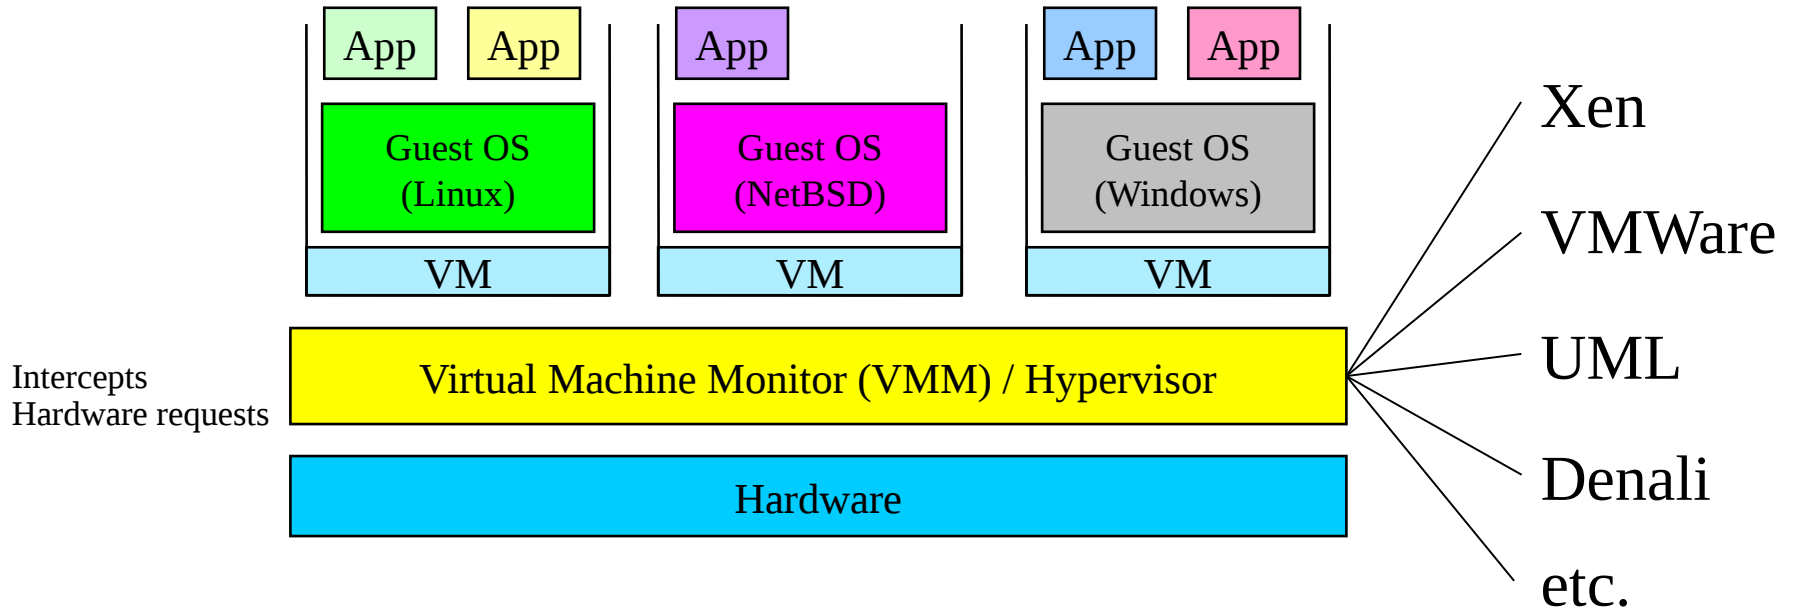 App
App
App
App
App
Guest OS
(Linux)
Guest OS
(NetBSD)
Guest OS
(Windows)
VM
VM
VM
Intercepts
Hardware requests
Virtual Machine Monitor (VMM) / Hypervisor
Hardware
Xen
VMWare
UML
Denali
etc.